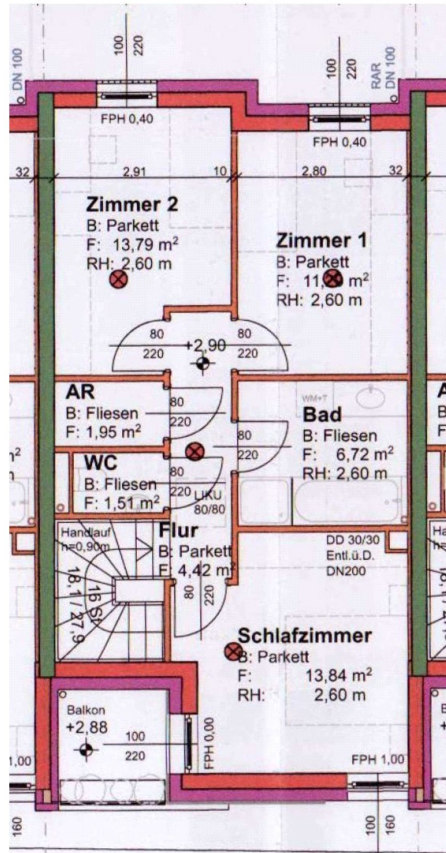 DN 100
100
220
100
220
RAR
DN 100
FPH 0,40
FPH 0,40
32
2,91
10
2,80
32
Zimmer 2
B: Parkett
F: 13,79 m²
RH: 2,60 m
Zimmer 1
B: Parkett
F: 11, m²
RH: 2,60 m
80
220
+2,90
80
220
AR
B: Fliesen
F: 1,95 m²
80
220
WM+T
Bad
B: Fliesen
F: 6,72 m²
RH: 2,60 m
80
220
WC
B: Fliesen
F: 1,51 m²
80
220
LIKU
80/80
Handlauf
h=0,90m
16 St
18,1 / 27,9
Flur
B: Parkett
F: 4,42 m²
DD 30/30
Entl.ü.D.
DN200
80
220
Schlafzimmer
B: Parkett
F: 13,84 m²
RH: 2,60 m
Balkon
+2,88
100
220
FPH 0,00
FPH 1,00
1,00
160
100
160